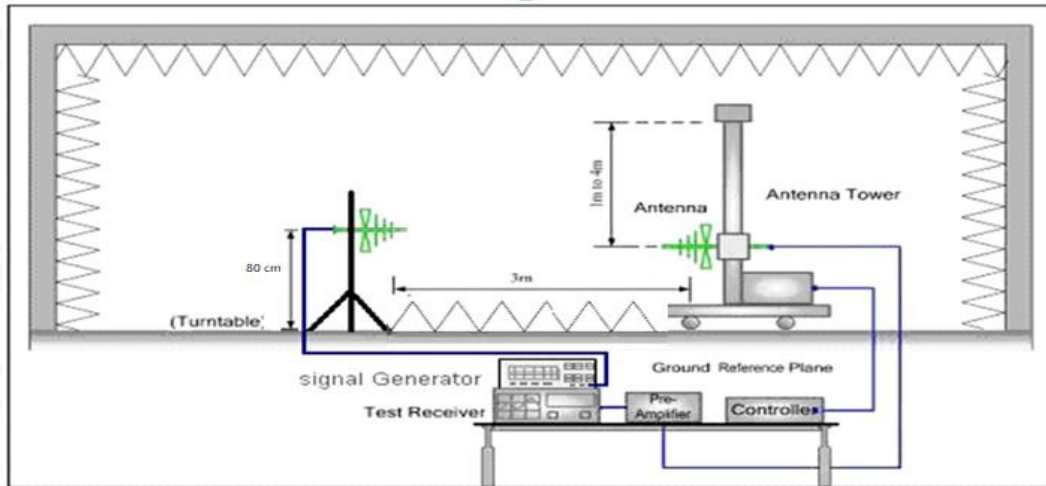 1m to 4m
Antenna
Antenna Tower
80 cm
3m
(Turntable)
Ground Reference Plane
signal Generator
Test Receiver
Pre-
Amplifier
Controller